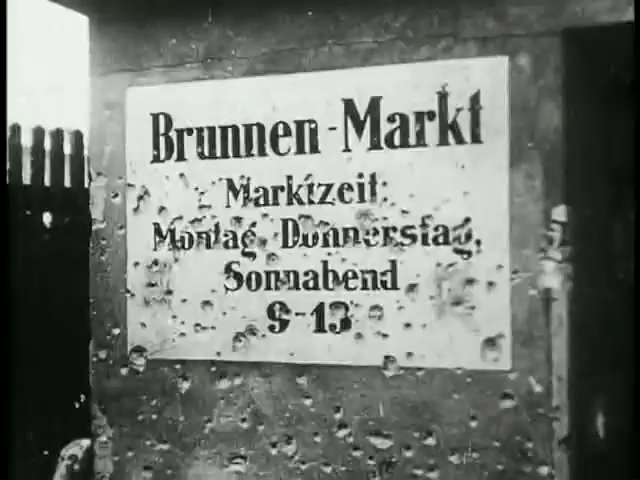 Brunnen-Markt
Marktzeit:
Montag, Donnerstag,
Sonnabend
9-13